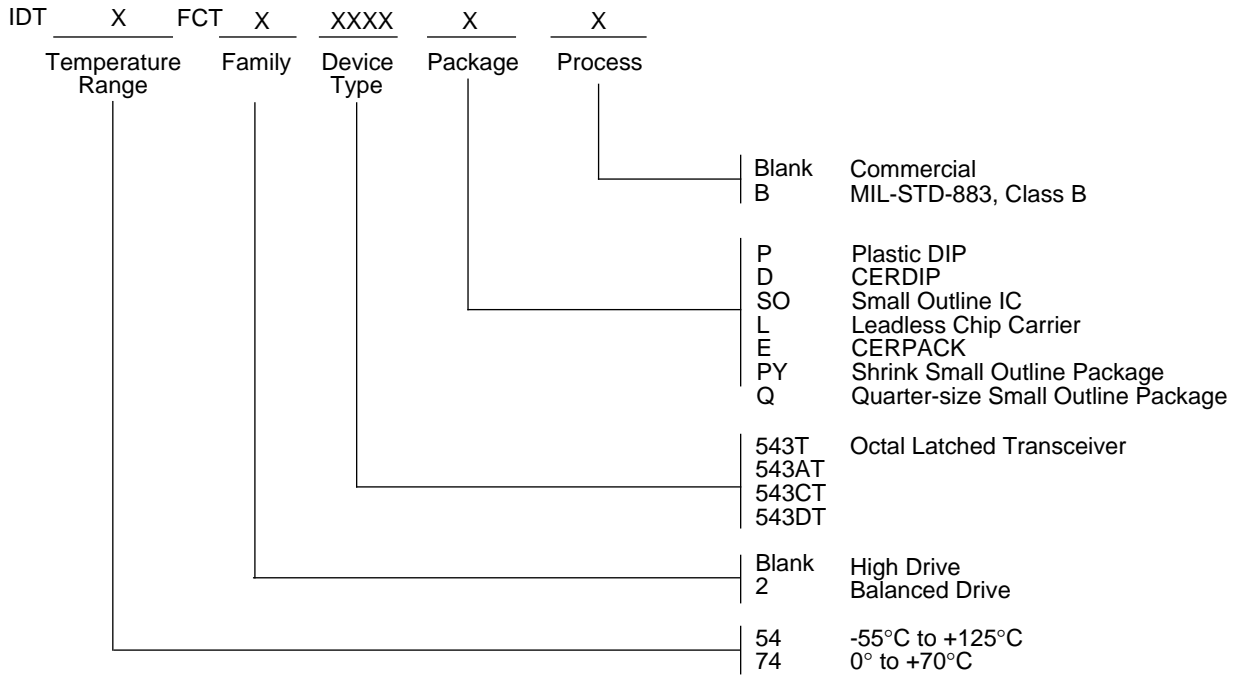 IDT X FCT X XXXX X X
Temperature Range Family Device Type Package Process
Blank Commercial
B MIL-STD-883, Class B
P Plastic DIP
D CERDIP
SO Small Outline IC
L Leadless Chip Carrier
E CERPACK
PY Shrink Small Outline Package
Q Quarter-size Small Outline Package
543T Octal Latched Transceiver
543AT
543CT
543DT
Blank High Drive
2 Balanced Drive
54 -55°C to +125°C
74 0° to +70°C